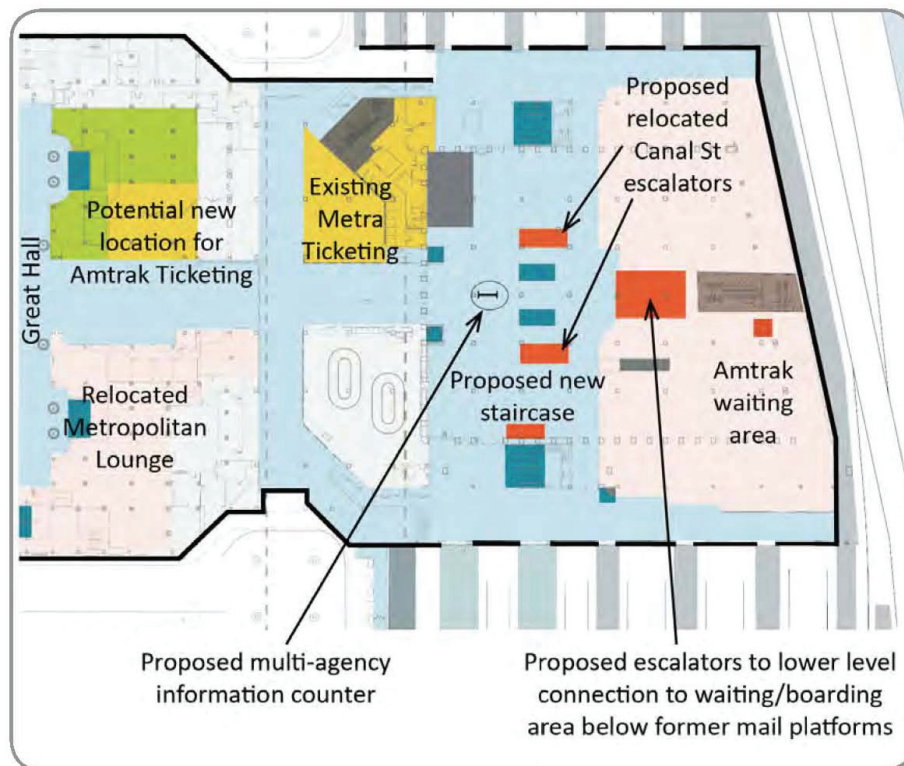 Proposed
relocated
Canal St
escalators
Existing
Metra
Ticketing
Potential new
location for
Amtrak Ticketing
Great Hall
I
Proposed new
staircase
Amtrak
waiting
area
Relocated
Metropolitan
Lounge
Proposed multi-agency
information counter
Proposed escalators to lower level
connection to waiting/boarding
area below former mail platforms